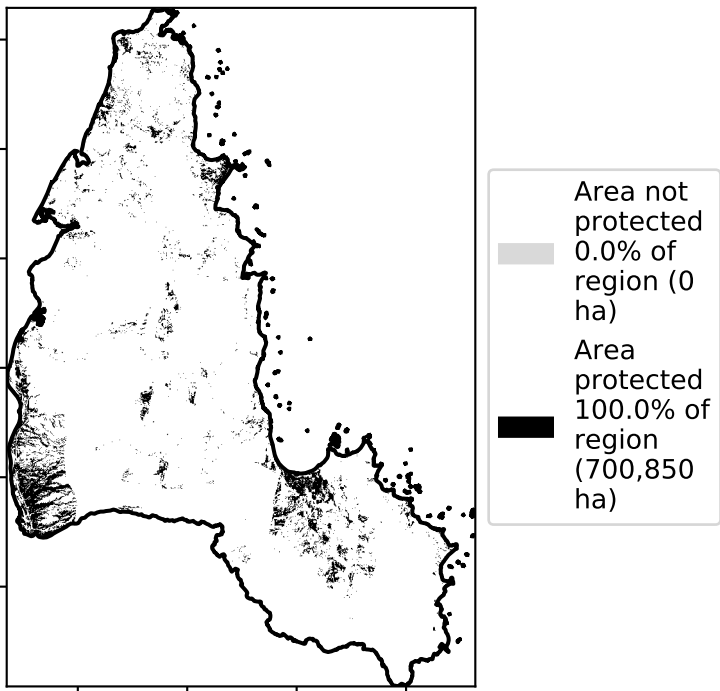 Area not
protected
0.0% of
region (0
ha)
Area
protected
100.0% of
region
(700,850
ha)